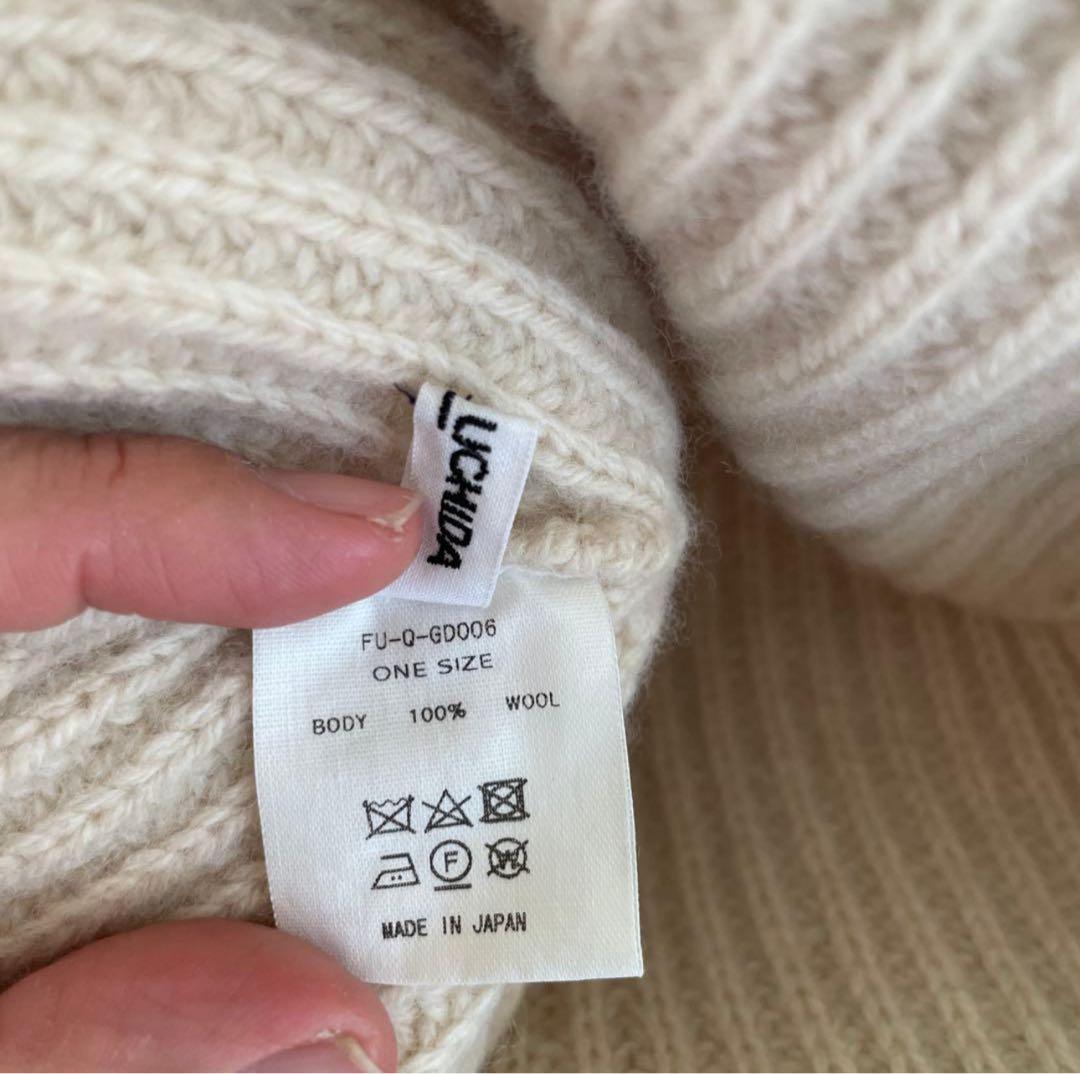 UCHIDA
FU-Q-GD006
ONE SIZE
BODY 100% WOOL
F
W
MADE IN JAPAN